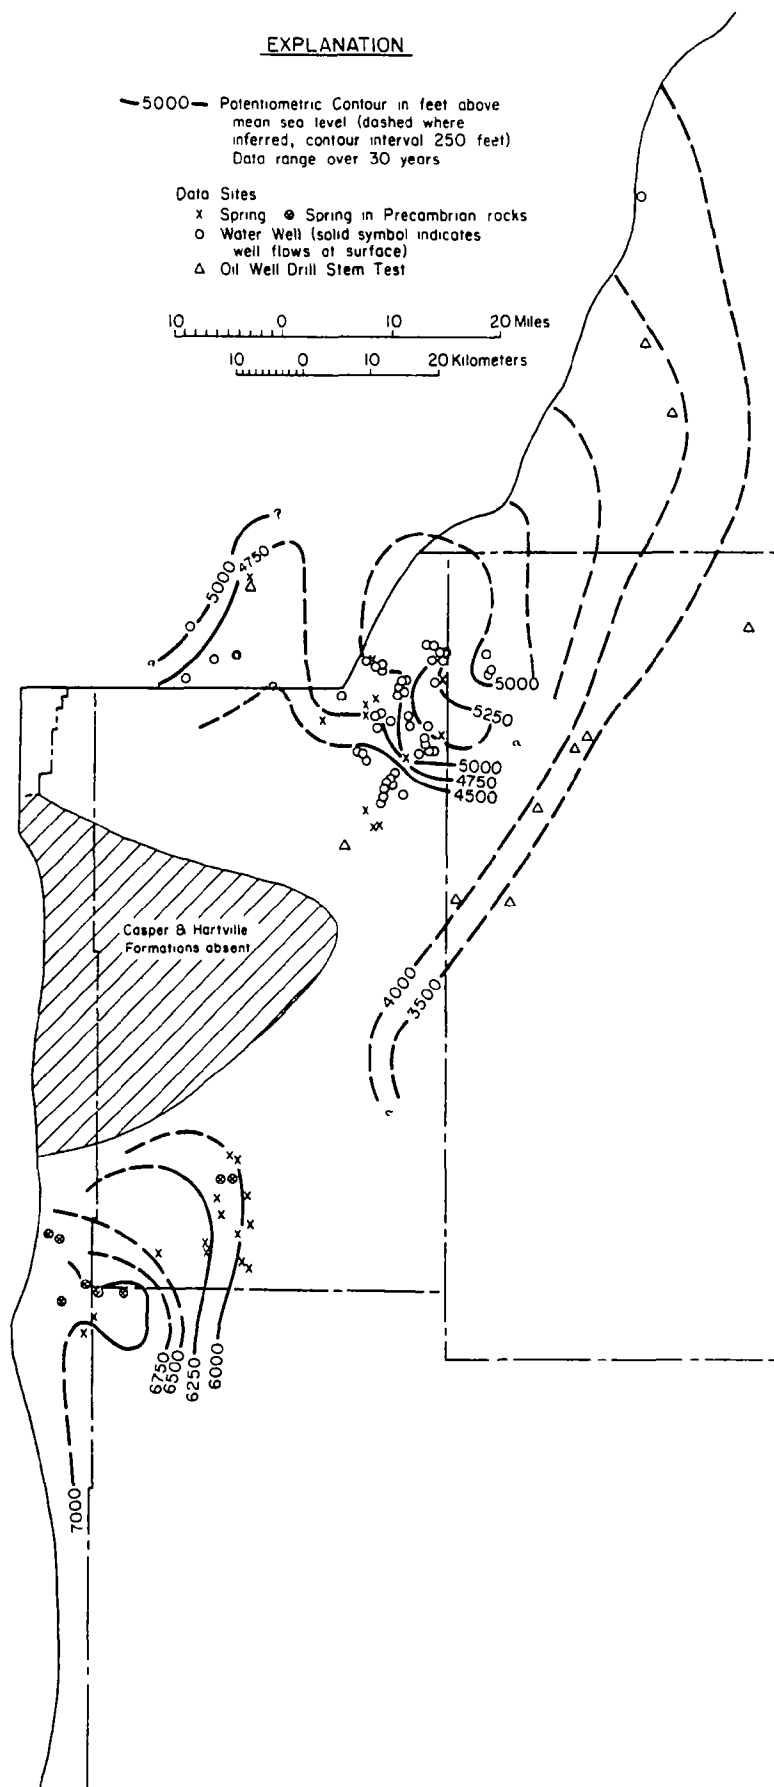 EXPLANATION
5000 Potentiometric Contour in feet above
mean sea level (dashed where
inferred, contour interval 250 feet)
Data range over 30 years
Data Sites
x Spring ⊗ Spring in Precambrian rocks
o Water Well (solid symbol indicates
well flows at surface)
△ Oil Well Drill Stem Test
10 0 10 20 Miles
10 0 10 20 Kilometers
?
5000
4750
?
5000
5250
?
5000
4750
4500
Casper & Hartville
Formations absent
4000
3500
?
6750
6500
6250
6000
7000